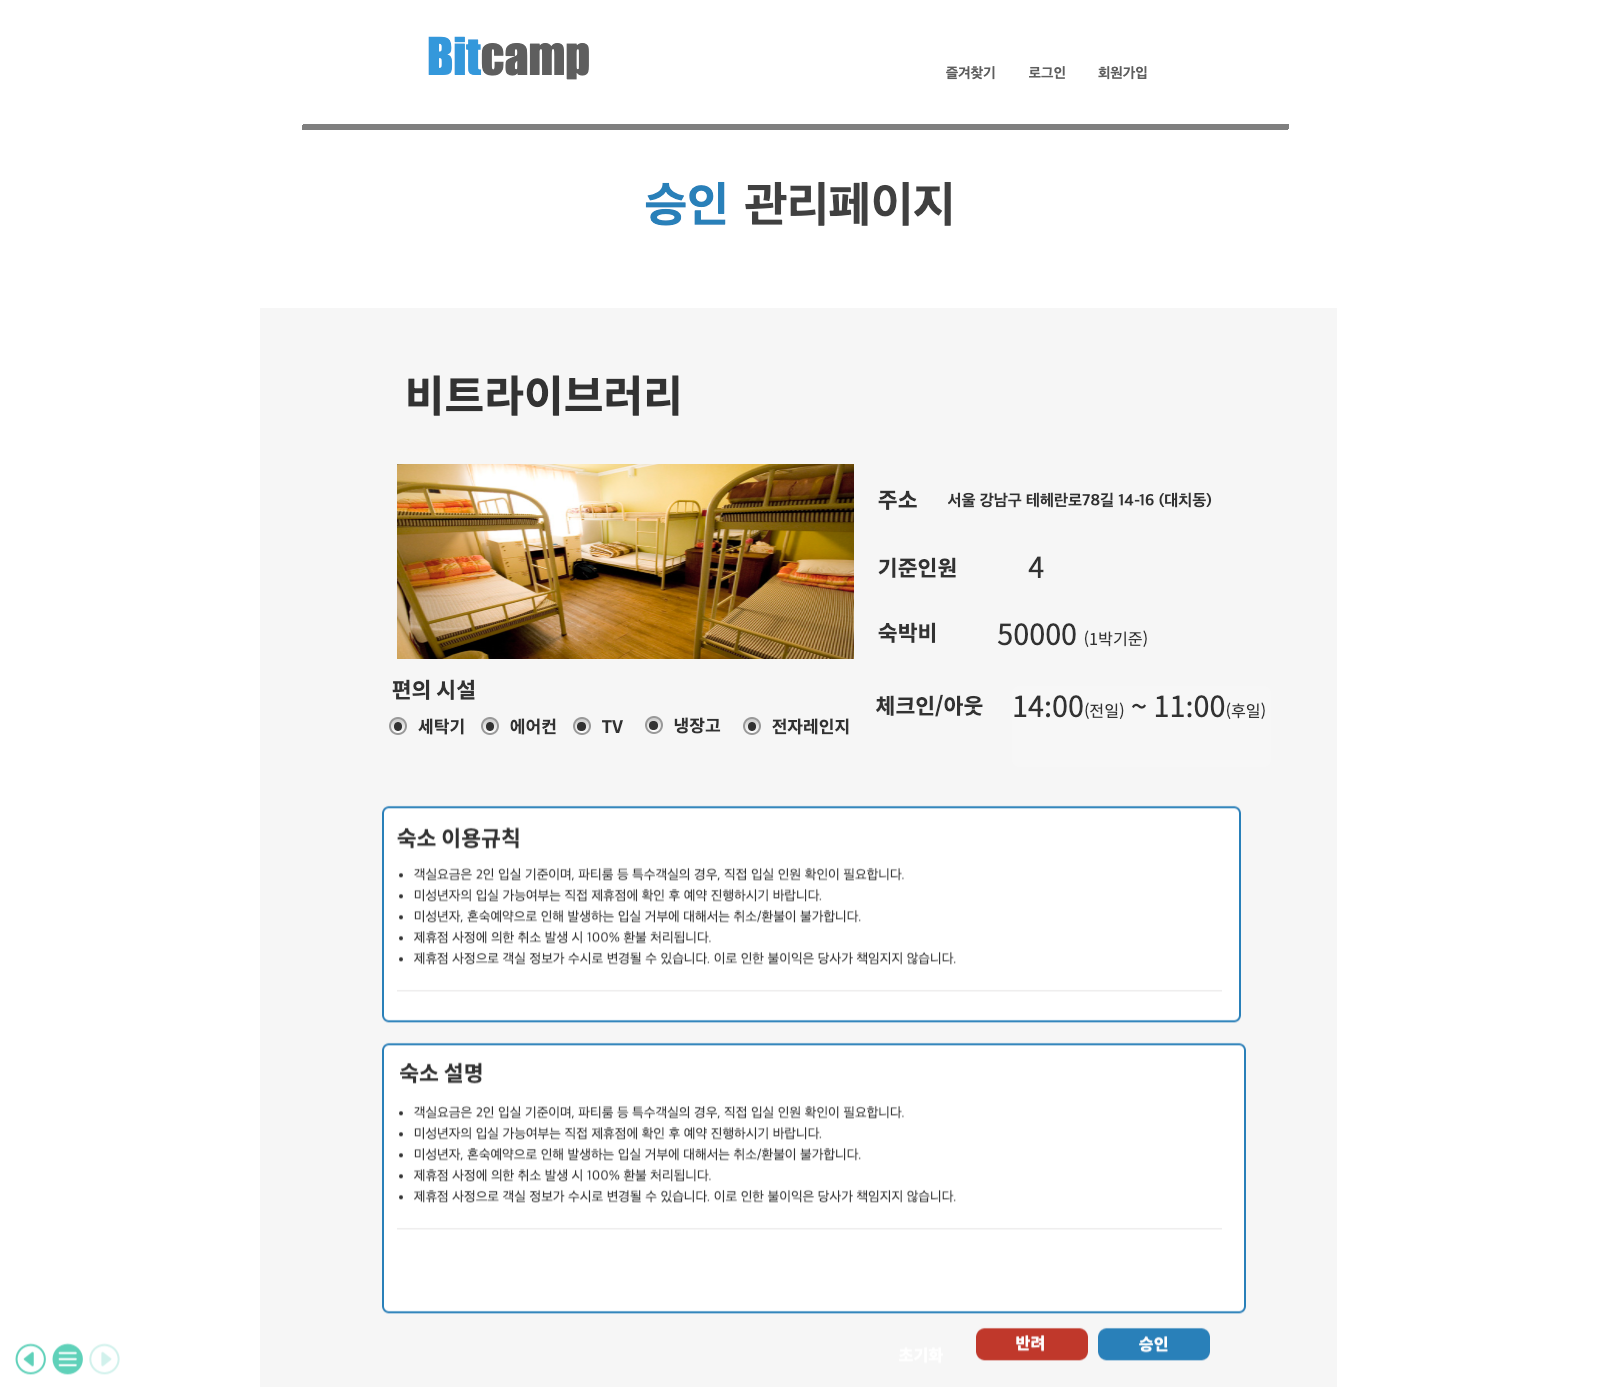 Bitcamp
즐겨찾기 로그인 회원가입
승인 관리페이지
비트라이브러리
주소 서울 강남구 테헤란로78길 14-16 (대치동)
기준인원 4
숙박비 50000 (1박기준)
편의 시설
체크인/아웃 14:00(전일) ~ 11:00(후일)
세탁기 에어컨 TV 냉장고 전자레인지
숙소 이용규칙
• 객실요금은 2인 입실 기준이며, 파티룸 등 특수객실의 경우, 직접 입실 인원 확인이 필요합니다.
• 미성년자의 입실 가능여부는 직접 제휴점에 확인 후 예약 진행하시기 바랍니다.
• 미성년자, 혼숙예약으로 인해 발생하는 입실 거부에 대해서는 취소/환불이 불가합니다.
• 제휴점 사정에 의한 취소 발생 시 100% 환불 처리됩니다.
• 제휴점 사정으로 객실 정보가 수시로 변경될 수 있습니다. 이로 인한 불이익은 당사가 책임지지 않습니다.
숙소 설명
• 객실요금은 2인 입실 기준이며, 파티룸 등 특수객실의 경우, 직접 입실 인원 확인이 필요합니다.
• 미성년자의 입실 가능여부는 직접 제휴점에 확인 후 예약 진행하시기 바랍니다.
• 미성년자, 혼숙예약으로 인해 발생하는 입실 거부에 대해서는 취소/환불이 불가합니다.
• 제휴점 사정에 의한 취소 발생 시 100% 환불 처리됩니다.
• 제휴점 사정으로 객실 정보가 수시로 변경될 수 있습니다. 이로 인한 불이익은 당사가 책임지지 않습니다.
초기화 반려 승인